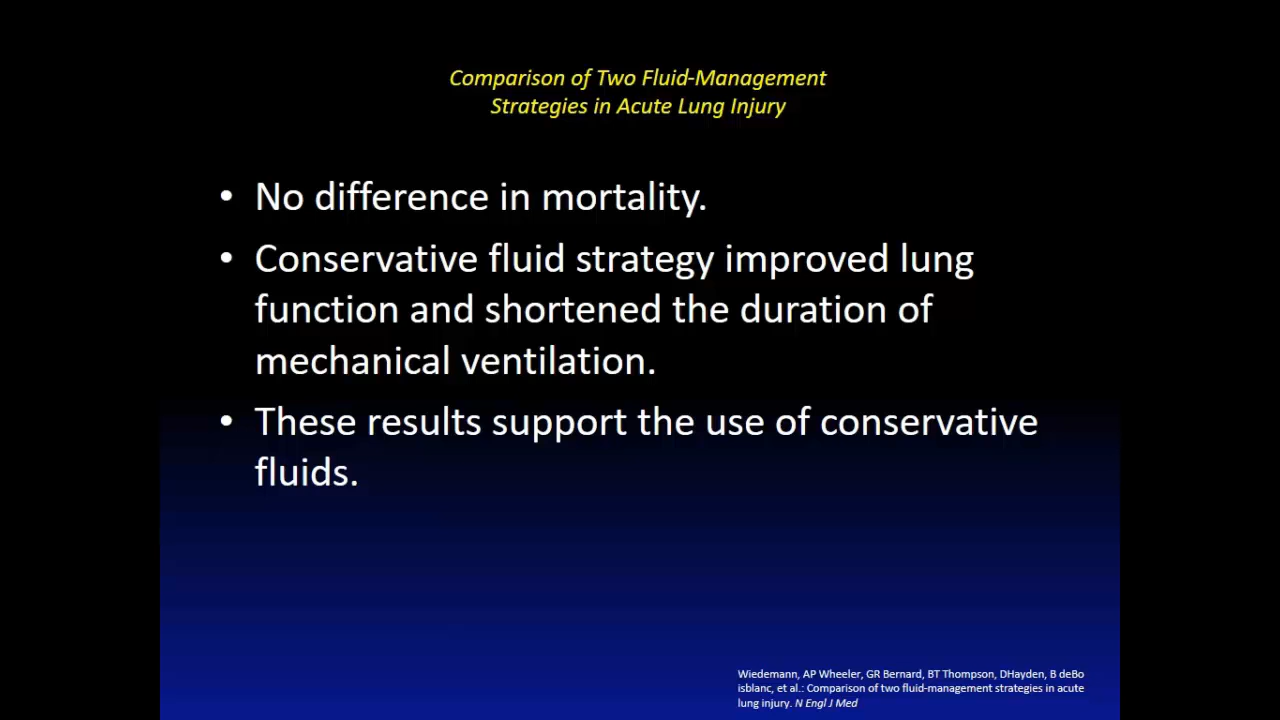 Comparison of Two Fluid-Management
Strategies in Acute Lung Injury
• No difference in mortality.
• Conservative fluid strategy improved lung
function and shortened the duration of
mechanical ventilation.
• These results support the use of conservative
fluids.
Wiedemann, AP Wheeler, GR Bernard, BT Thompson, DHayden, B deBo
isblanc, et al.: Comparison of two fluid-management strategies in acute
lung injury. N Engl J Med